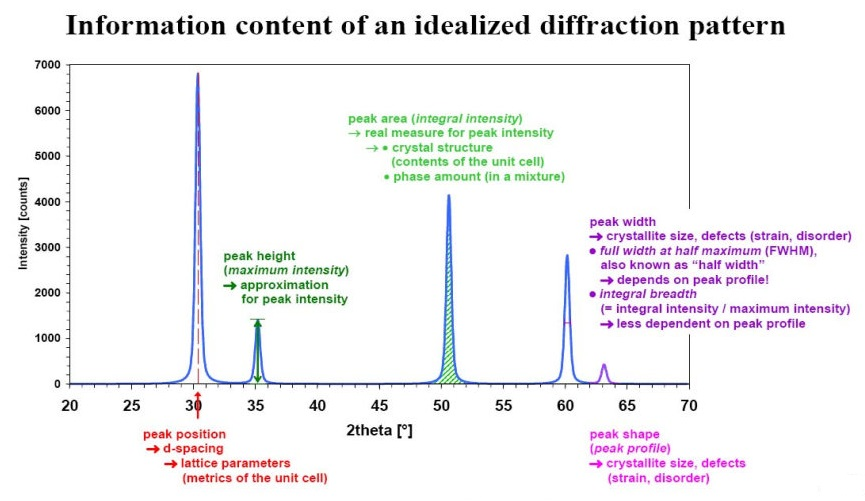 Information content of an idealized diffraction pattern
7000
6000
5000
4000
3000
2000
1000
0
Intensity [counts]
peak area (integral intensity)
→ real measure for peak intensity
→ • crystal structure
(contents of the unit cell)
• phase amount (in a mixture)
peak height
(maximum intensity)
→ approximation
for peak intensity
peak width
→ crystallite size, defects (strain, disorder)
• full width at half maximum (FWHM),
also known as “half width”
→ depends on peak profile!
• integral breadth
(= integral intensity / maximum intensity)
→ less dependent on peak profile
20 25 30 35 40 45 50 55 60 65 70
2theta [°]
peak position
→ d-spacing
→ lattice parameters
(metrics of the unit cell)
peak shape
(peak profile)
→ crystallite size, defects
(strain, disorder)